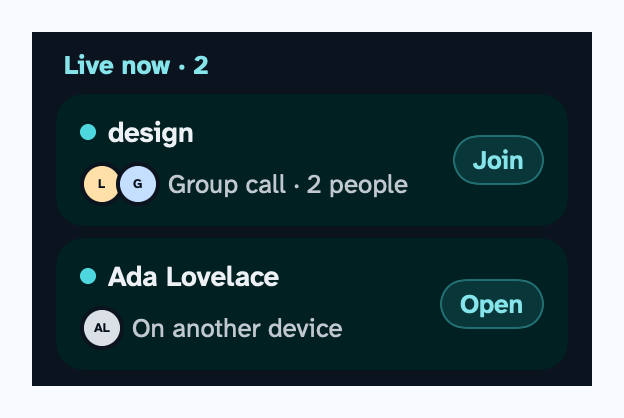 Live now · 2
design
Join
L G Group call · 2 people
Ada Lovelace
Open
AL On another device